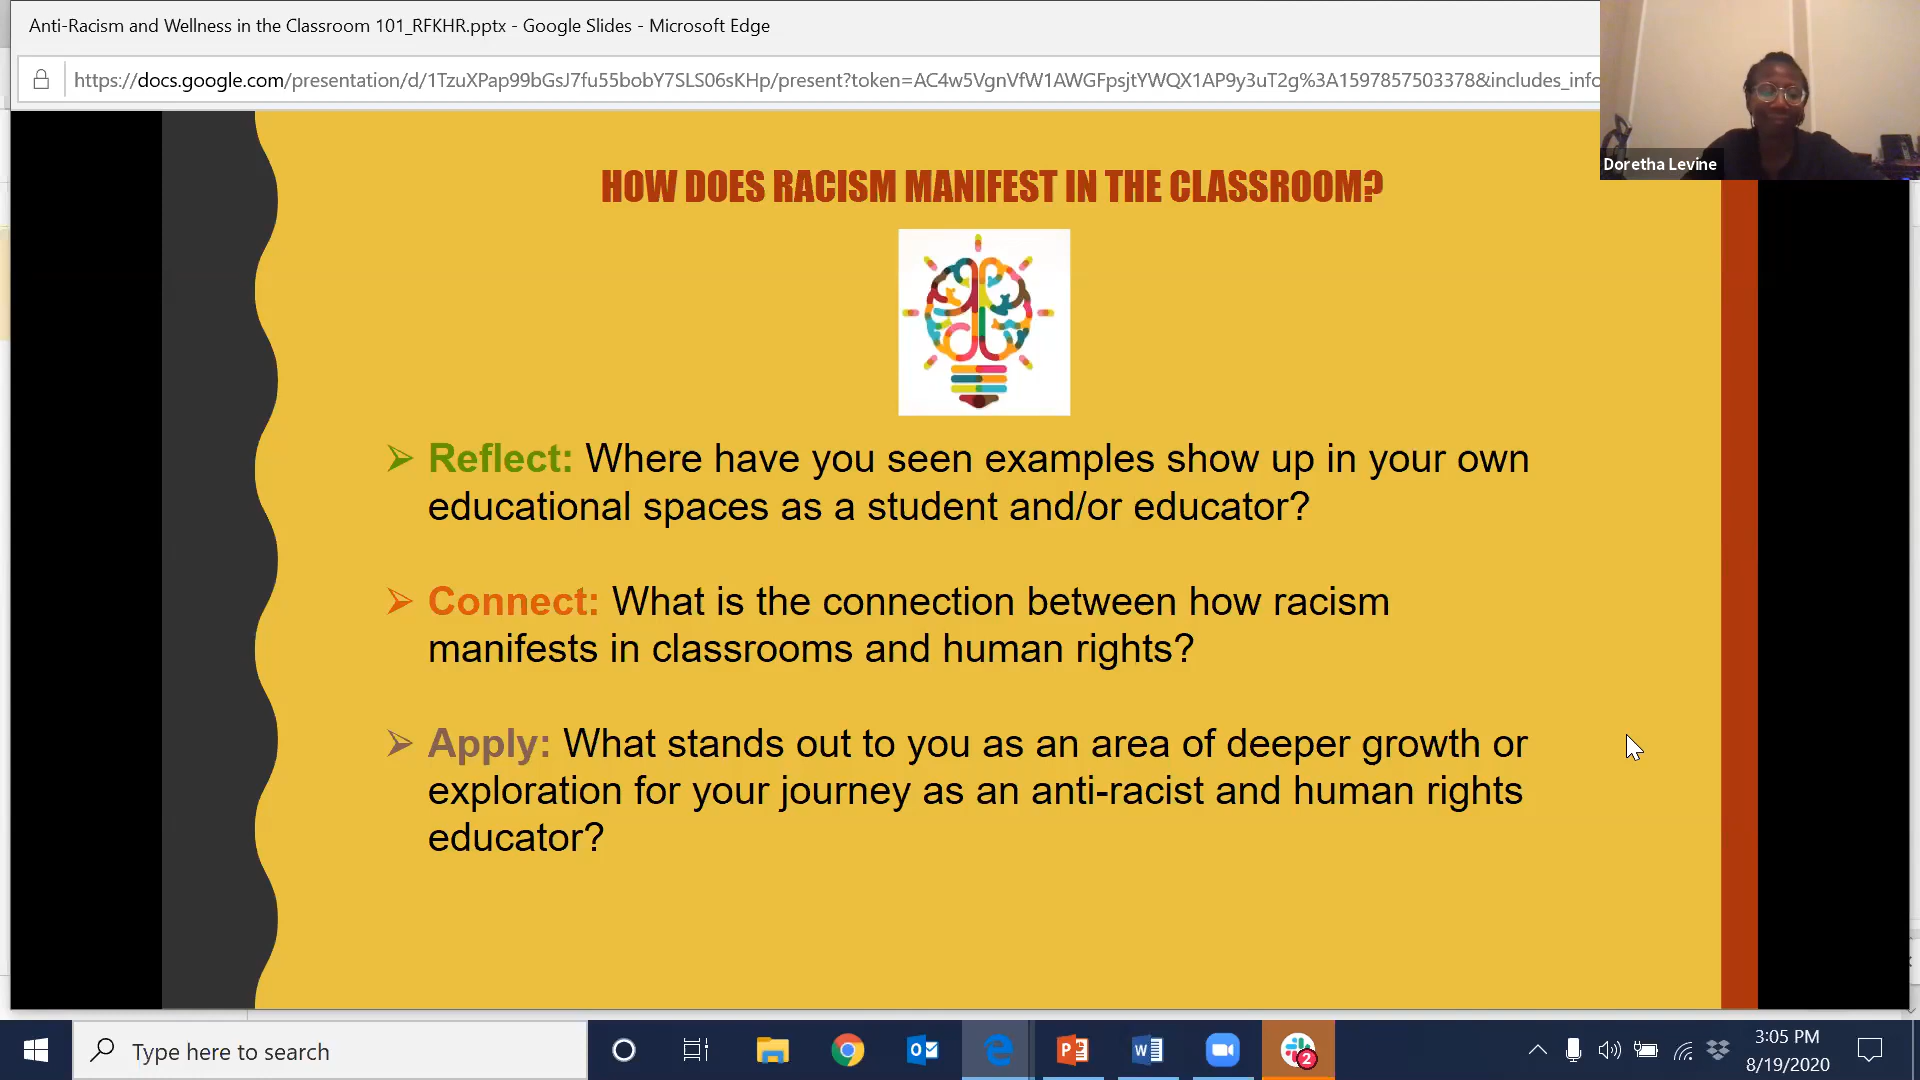 Anti-Racism and Wellness in the Classroom 101_RFKHR.pptx - Google Slides - Microsoft Edge
https://docs.google.com/presentation/d/1TzuXPap99bGsJ7fu55bobY7SLS06sKHp/present?token=AC4w5VgnVfW1AWGFpsjtYWQX1AP9y3uT2g%3A1597857503378&includes_info
Doretha Levine
HOW DOES RACISM MANIFEST IN THE CLASSROOM?
Reflect: Where have you seen examples show up in your own
educational spaces as a student and/or educator?
Connect: What is the connection between how racism
manifests in classrooms and human rights?
Apply: What stands out to you as an area of deeper growth or
exploration for your journey as an anti-racist and human rights
educator?
Type here to search
2
3:05 PM
8/19/2020